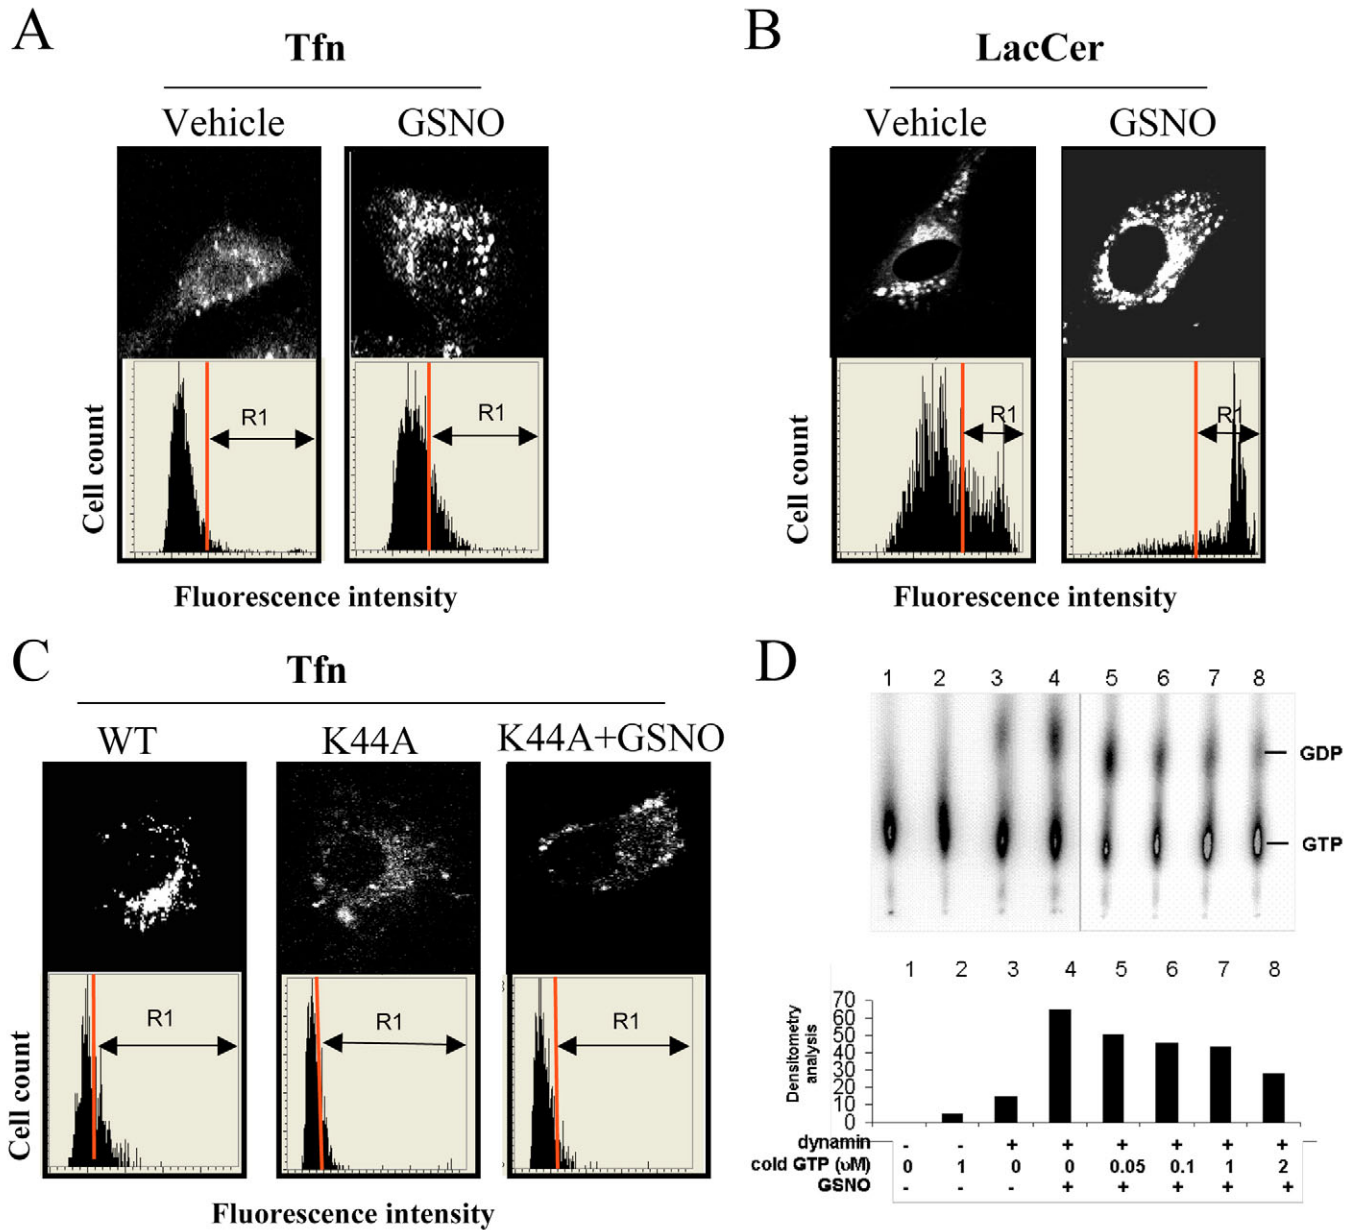 A
Tfn
Vehicle
GSNO
R1
R1
Cell count
Fluorescence intensity
B
LacCer
Vehicle
GSNO
R1
R1
Cell count
Fluorescence intensity
C
Tfn
WT
K44A
K44A+GSNO
R1
R1
R1
Cell count
Fluorescence intensity
D
1 2 3 4 5 6 7 8
GDP
GTP
1 2 3 4 5 6 7 8
Densitometry
analysis
70
60
50
40
30
20
10
0
dynamin - - + + + + + +
cold GTP (υM) 0 1 0 0 0.05 0.1 1 2
GSNO - - - + + + + +